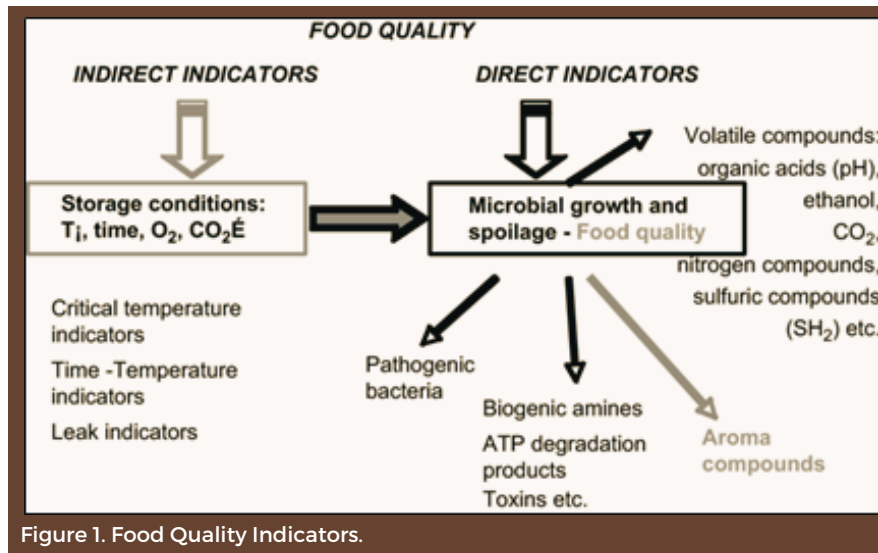 FOOD QUALITY
INDIRECT INDICATORS
DIRECT INDICATORS
Storage conditions:
T¡, time, O₂, CO₂É
Microbial growth and
spoilage - Food quality
Volatile compounds:
organic acids (pH),
ethanol,
CO₂,
nitrogen compounds,
sulfuric compounds
(SH₂) etc.
Critical temperature
indicators
Time -Temperature
indicators
Leak indicators
Pathogenic
bacteria
Biogenic amines
ATP degradation
products
Toxins etc.
Aroma
compounds
Figure 1. Food Quality Indicators.